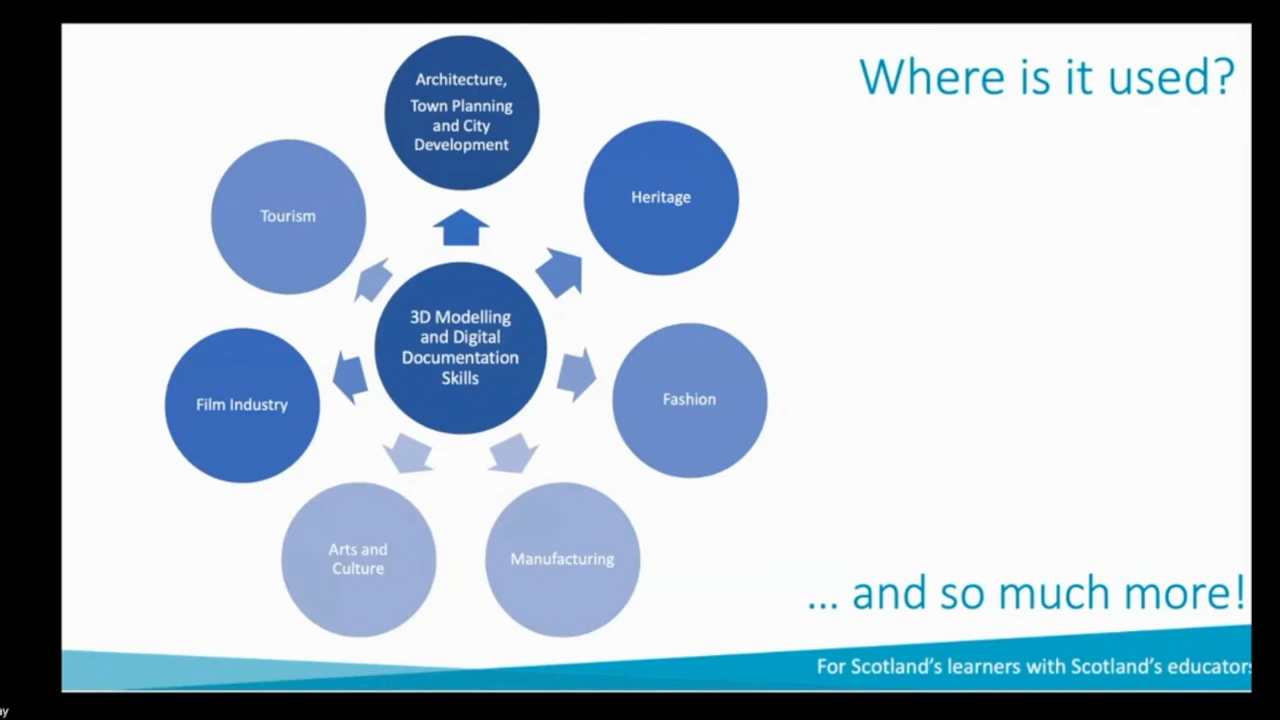 Where is it used?
Architecture,
Town Planning
and City
Development
Heritage
Tourism
3D Modelling
and Digital
Documentation
Skills
Fashion
Film Industry
Arts and
Culture
Manufacturing
... and so much more!
For Scotland's learners with Scotland's educators